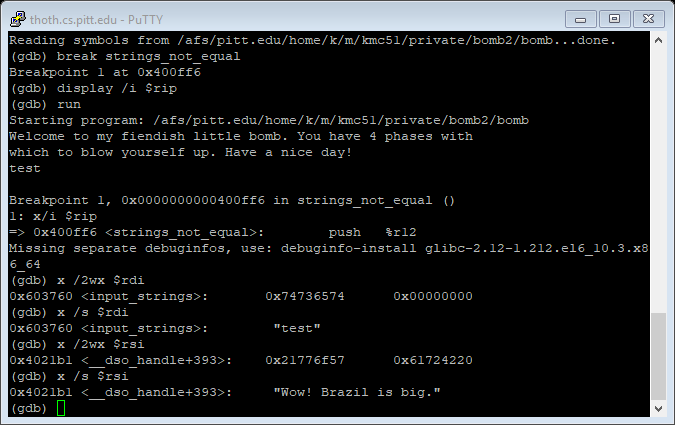 thoth.cs.pitt.edu - PuTTY
Reading symbols from /afs/pitt.edu/home/k/m/kmc51/private/bomb2/bomb...done.
(gdb) break strings_not_equal
Breakpoint 1 at 0x400ff6
(gdb) display /i $rip
(gdb) run
Starting program: /afs/pitt.edu/home/k/m/kmc51/private/bomb2/bomb
Welcome to my fiendish little bomb. You have 4 phases with
which to blow yourself up. Have a nice day!
test
Breakpoint 1, 0x0000000000400ff6 in strings_not_equal ()
1: x/i $rip
=> 0x400ff6 <strings_not_equal>:        push   %r12
Missing separate debuginfos, use: debuginfo-install glibc-2.12-1.212.el6_10.3.x8
6_64
(gdb) x /2wx $rdi
0x603760 <input_strings>:       0x74736574      0x00000000
(gdb) x /s $rdi
0x603760 <input_strings>:        "test"
(gdb) x /2wx $rsi
0x4021b1 <__dso_handle+393>:    0x21776f57      0x61724220
(gdb) x /s $rsi
0x4021b1 <__dso_handle+393>:     "Wow! Brazil is big."
(gdb)